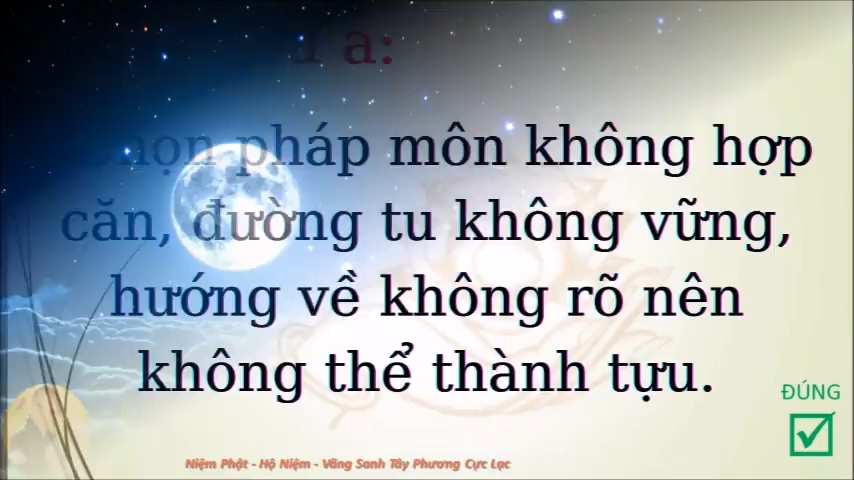 a:
Chọn pháp môn không hợp
căn, đường tu không vững,
hướng về không rõ nên
không thể thành tựu.
ĐÚNG
Niệm Phật - Hộ Niệm - Vãng Sanh Tây Phương Cực Lạc